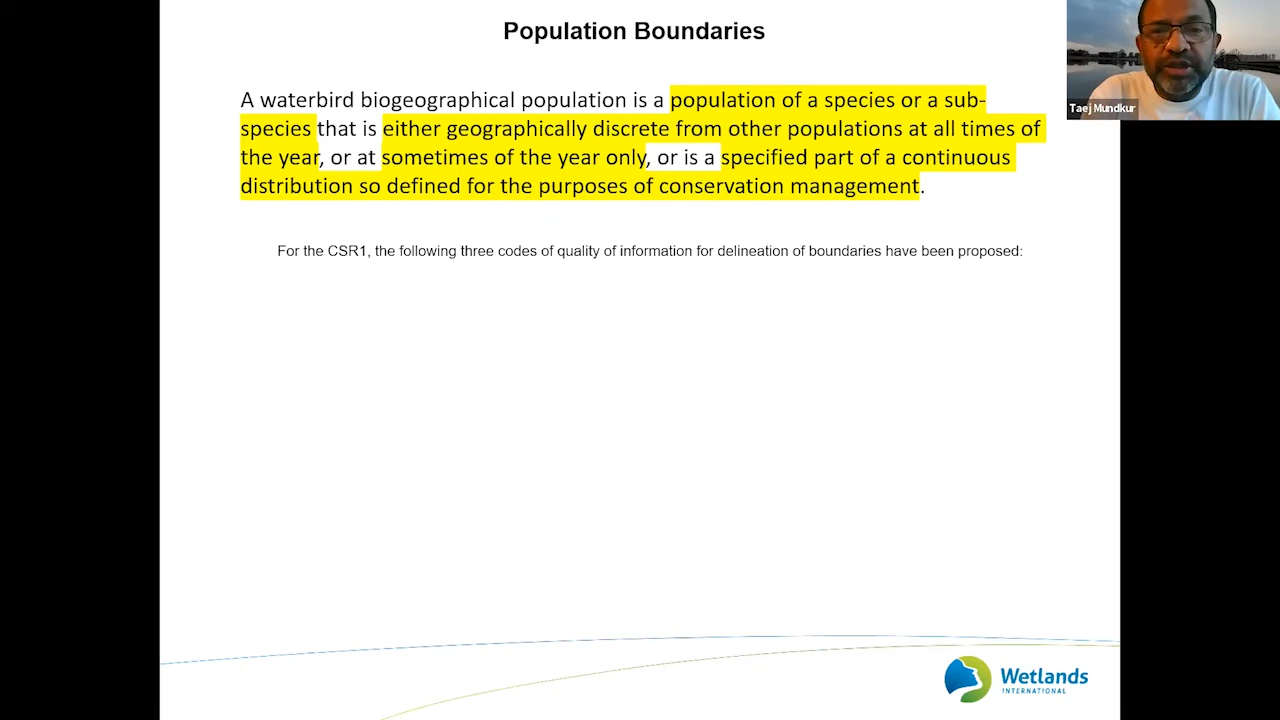 Population Boundaries
Taej Mundkur
A waterbird biogeographical population is a population of a species or a sub-
species that is either geographically discrete from other populations at all times of
the year, or at sometimes of the year only, or is a specified part of a continuous
distribution so defined for the purposes of conservation management.
For the CSR1, the following three codes of quality of information for delineation of boundaries have been proposed:
Wetlands
INTERNATIONAL